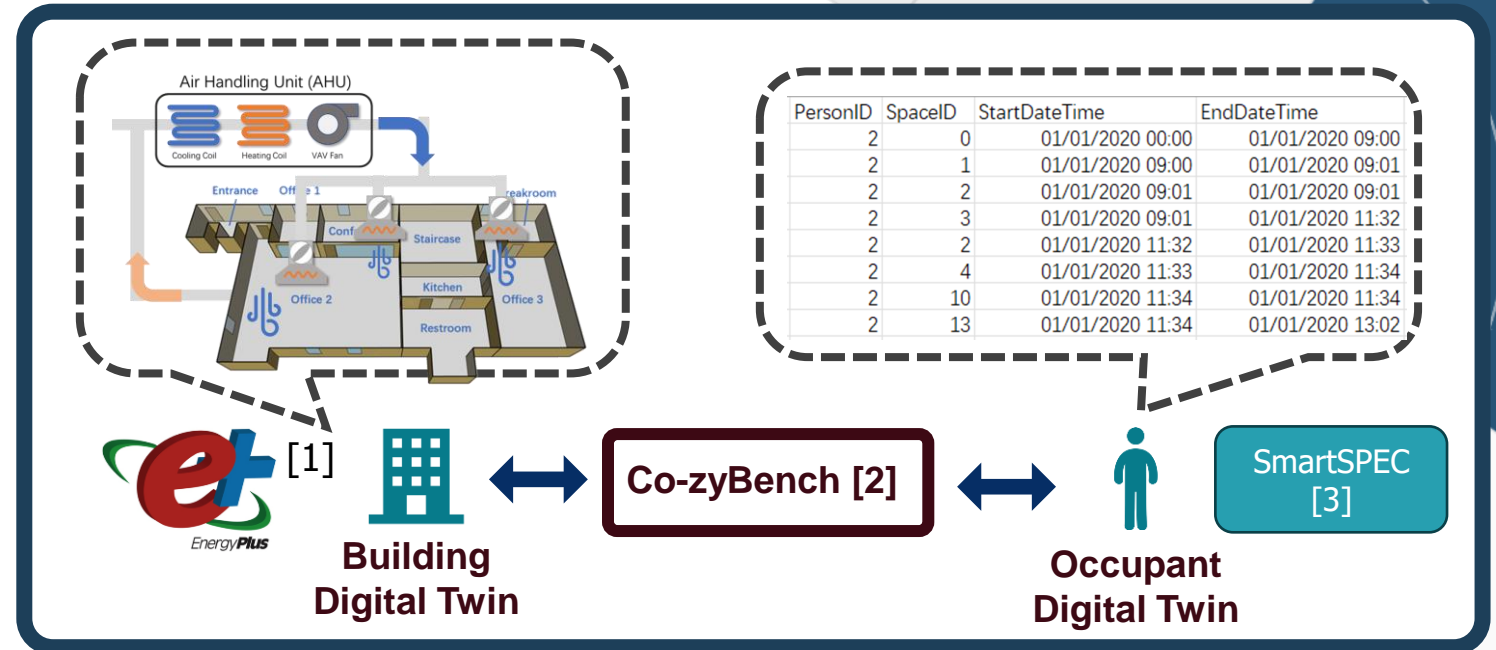 Air Handling Unit (AHU)
Cooling Coil Heating Coil VAV Fan
Entrance Office 1
Staircase
Kitchen
Office 2
Office 3
Restroom
PersonID SpaceID StartDateTime EndDateTime
2 0 01/01/2020 00:00 01/01/2020 09:00
2 1 01/01/2020 09:00 01/01/2020 09:01
2 2 01/01/2020 09:01 01/01/2020 09:01
2 3 01/01/2020 09:01 01/01/2020 11:32
2 2 01/01/2020 11:32 01/01/2020 11:33
2 4 01/01/2020 11:33 01/01/2020 11:34
2 10 01/01/2020 11:34 01/01/2020 11:34
2 13 01/01/2020 11:34 01/01/2020 13:02
e+ [1]
EnergyPlus
Building
Digital Twin
Co-zyBench [2]
Occupant
Digital Twin
SmartSPEC
[3]